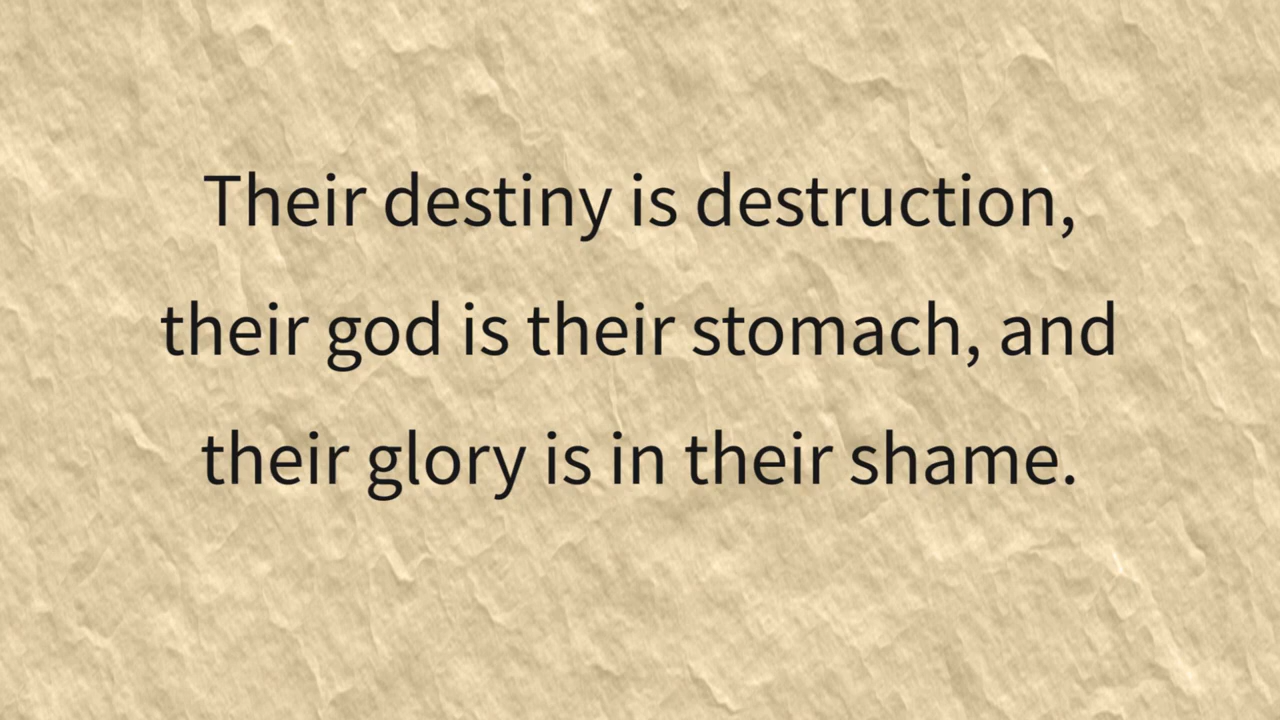 Their destiny is destruction,
their god is their stomach, and
their glory is in their shame.